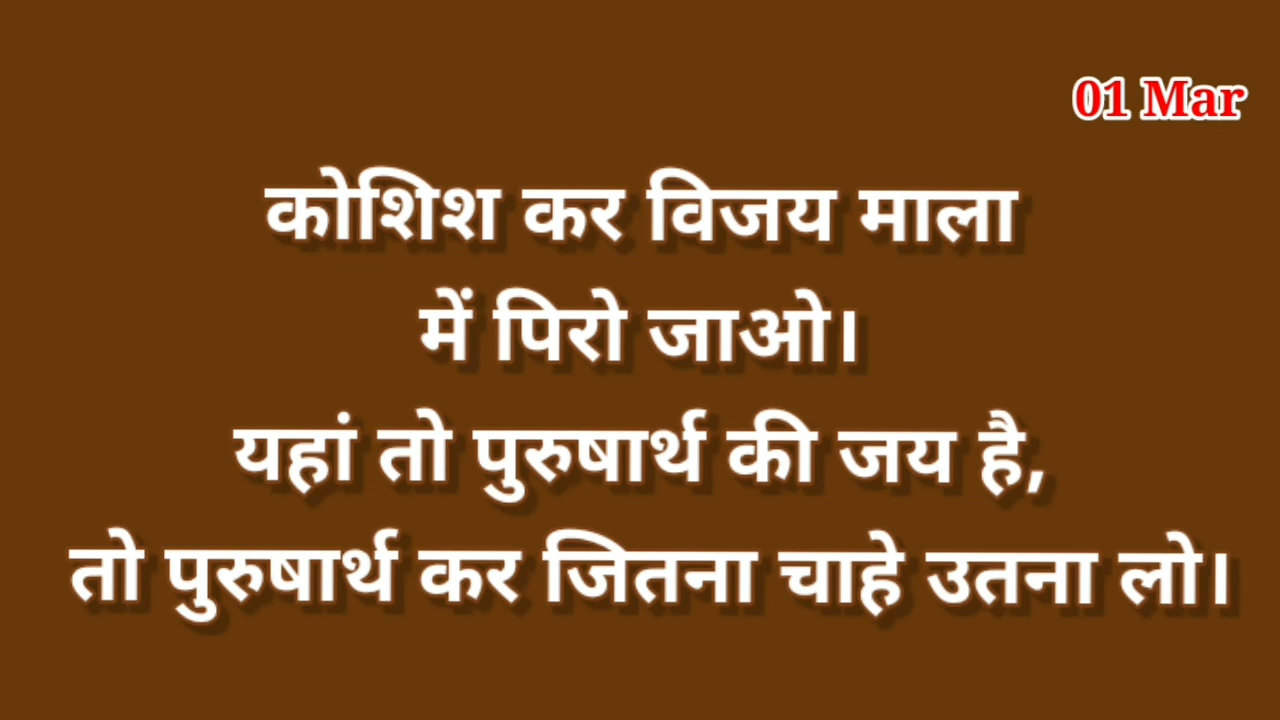 01 Mar
कोशिश कर विजय माला
में पिरो जाओ।
यहां तो पुरुषार्थ की जय है,
तो पुरुषार्थ कर जितना चाहे उतना लो।